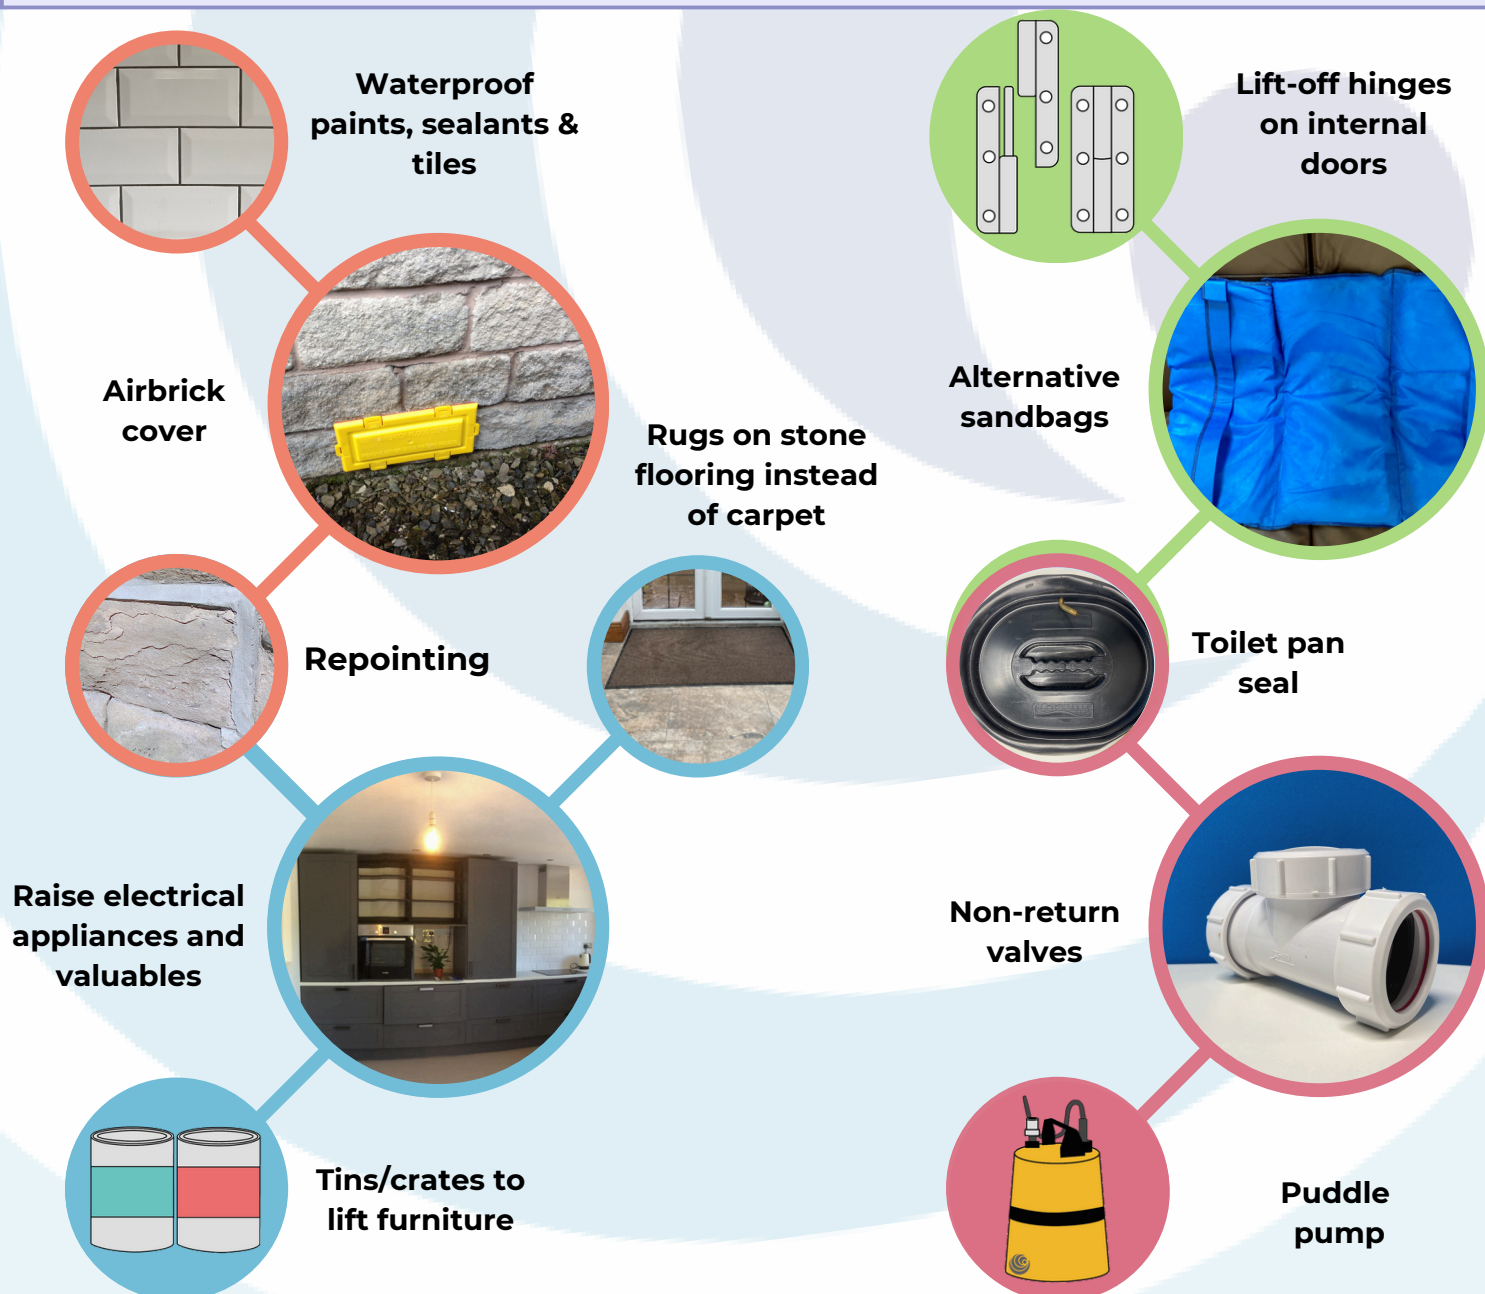 Waterproof
paints, sealants &
tiles
Airbrick
cover
Repointing
Rugs on stone
flooring instead
of carpet
Raise electrical
appliances and
valuables
Tins/crates to
lift furniture
Lift-off hinges
on internal
doors
Alternative
sandbags
Toilet pan
seal
Non-return
valves
Puddle
pump